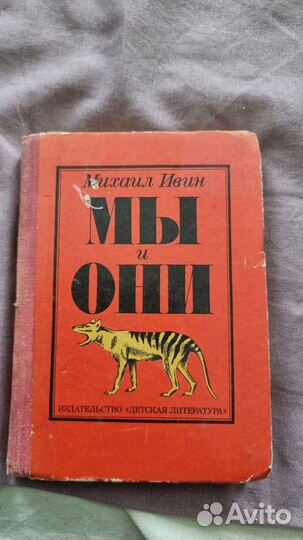 Михаил Ивин
МЫ
и
ОНИ
ИЗДАТЕЛЬСТВО «ДЕТСКАЯ ЛИТЕРАТУРА»
Avito